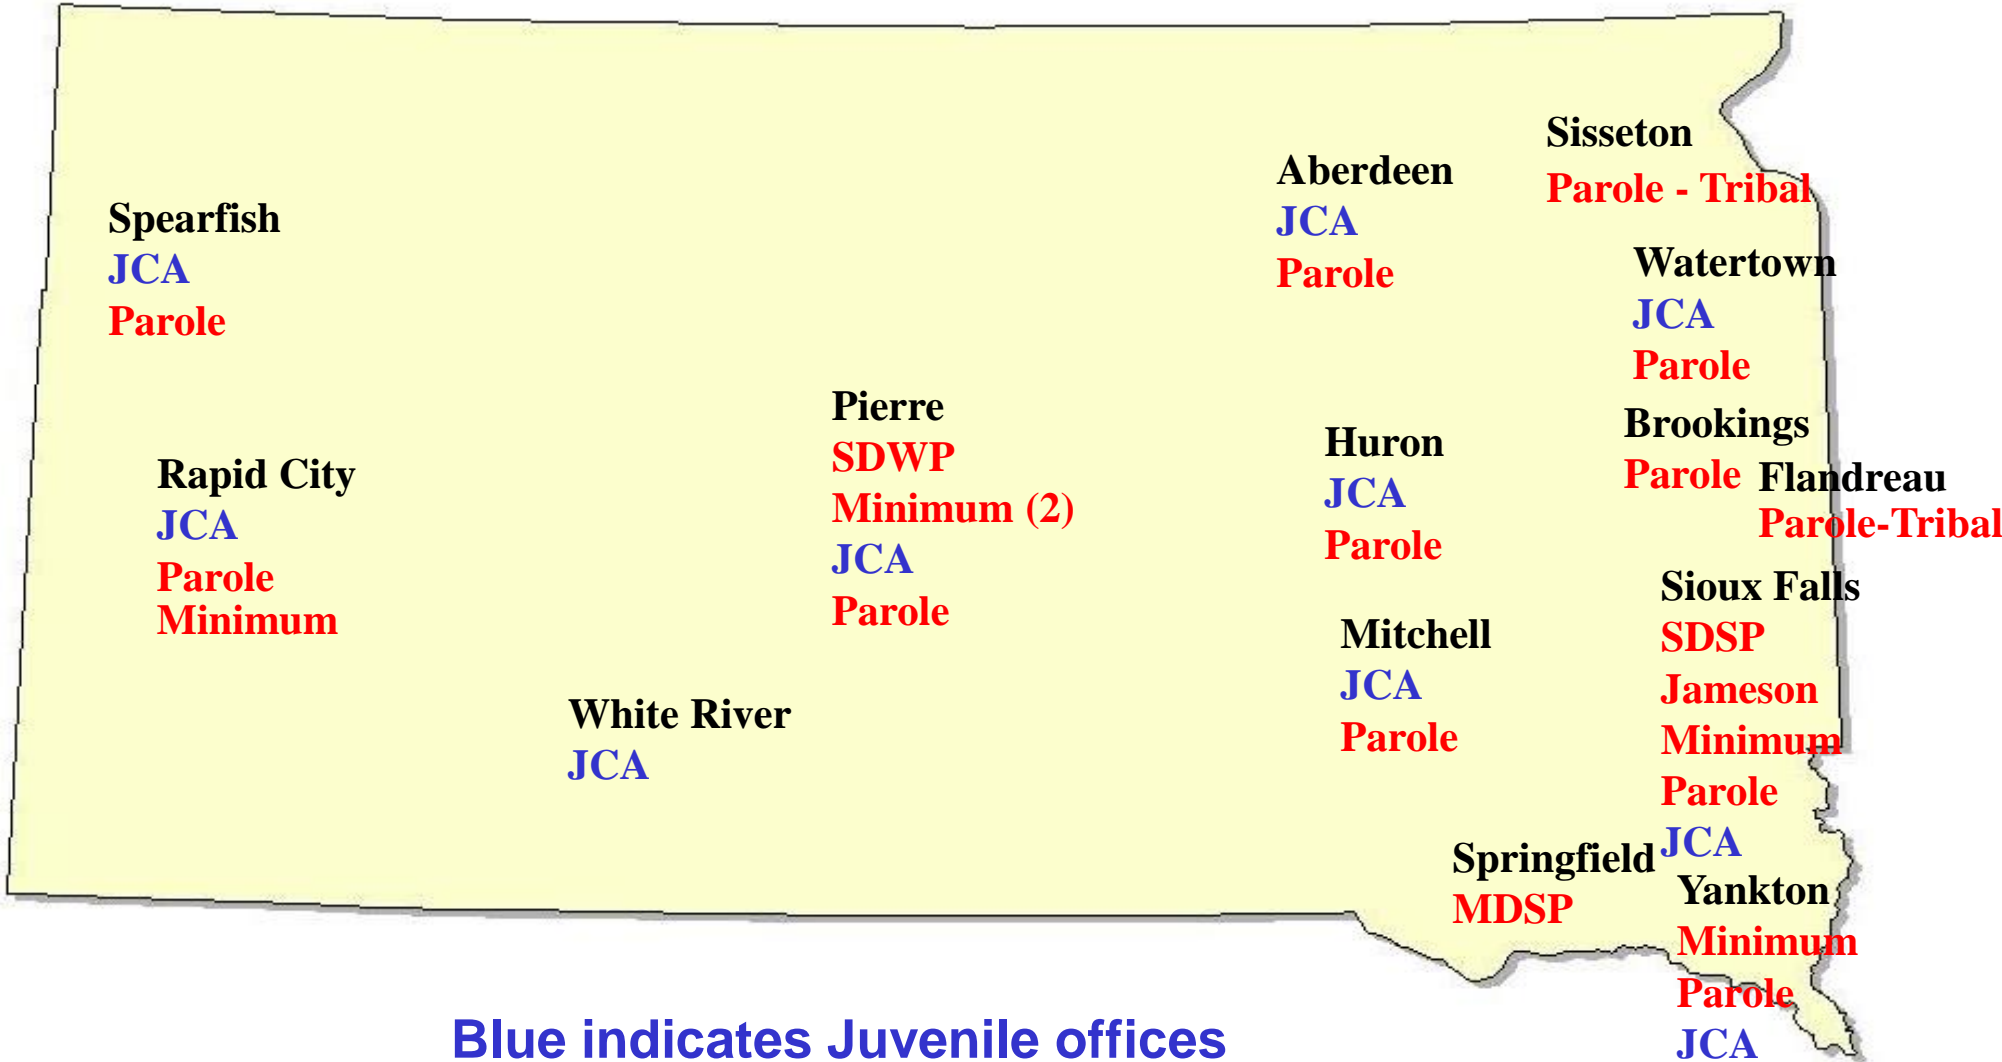 Spearfish
JCA
Parole
Rapid City
JCA
Parole
Minimum
White River
JCA
Pierre
SDWP
Minimum (2)
JCA
Parole
Aberdeen
JCA
Parole
Huron
JCA
Parole
Mitchell
JCA
Parole
Sisseton
Parole - Tribal
Watertown
JCA
Parole
Brookings
Parole
Flandreau
Parole-Tribal
Sioux Falls
SDSP
Jameson
Minimum
Parole
JCA
Springfield
MDSP
Yankton
Minimum
Parole
JCA
Blue indicates Juvenile offices